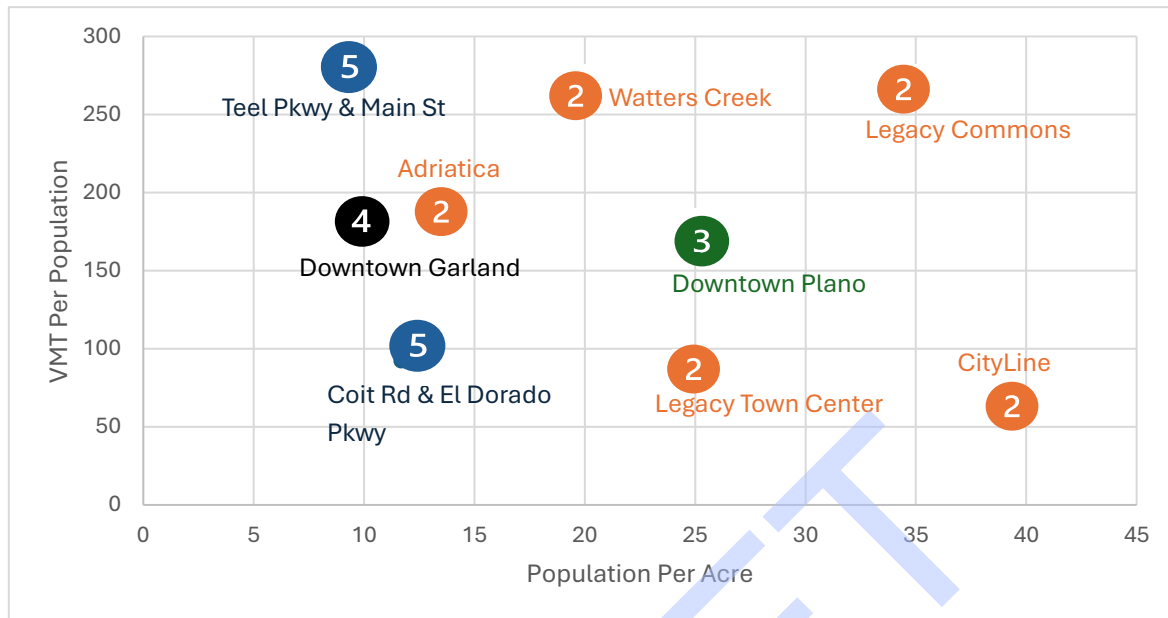 300
250
200
150
100
50
0
VMT Per Population
5
Teel Pkwy & Main St
2
Watters Creek
2
Legacy Commons
Adriatica
2
4
Downtown Garland
3
Downtown Plano
5
Coit Rd & El Dorado
Pkwy
2
Legacy Town Center
CityLine
2
0 5 10 15 20 25 30 35 40 45
Population Per Acre